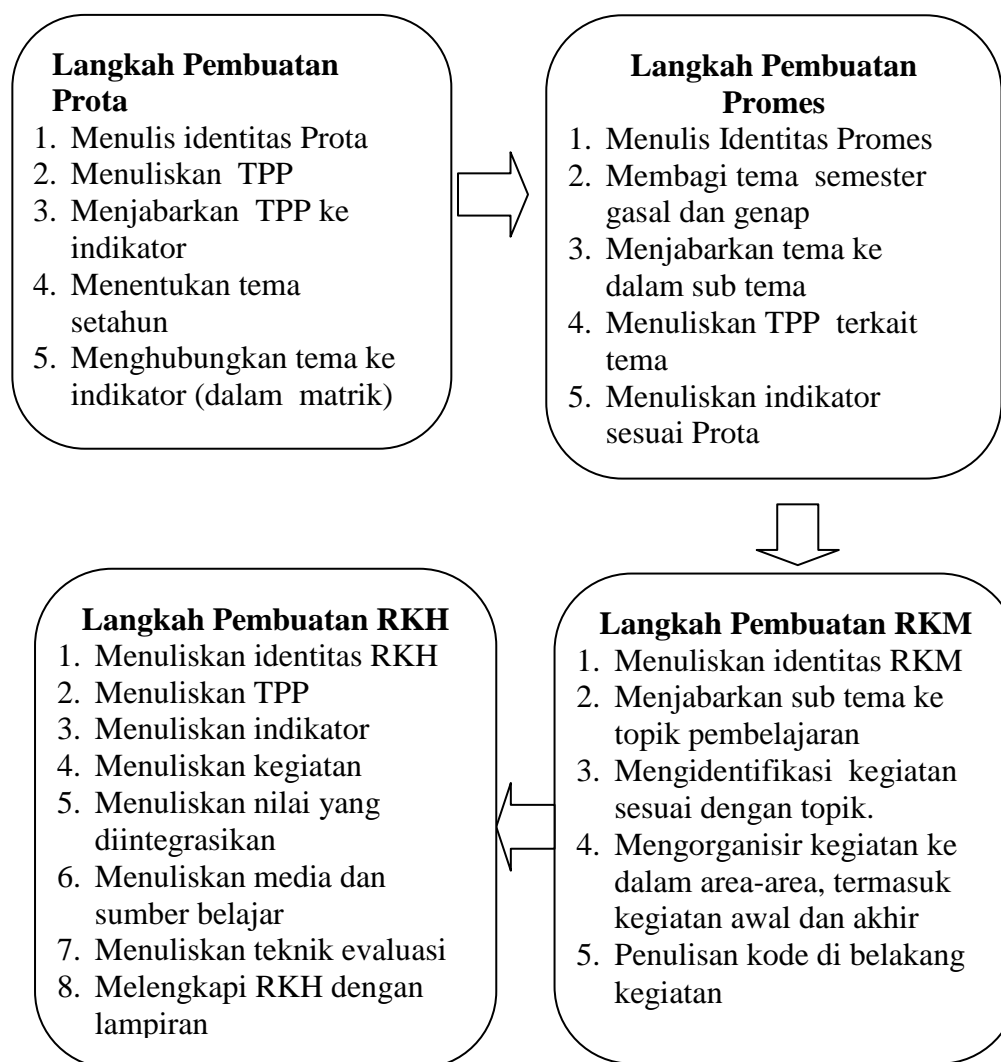 Langkah Pembuatan
Prota
1. Menulis identitas Prota
2. Menuliskan TPP
3. Menjabarkan TPP ke
indikator
4. Menentukan tema
setahun
5. Menghubungkan tema ke
indikator (dalam matrik)
Langkah Pembuatan
Promes
1. Menulis Identitas Promes
2. Membagi tema semester
gasal dan genap
3. Menjabarkan tema ke
dalam sub tema
4. Menuliskan TPP terkait
tema
5. Menuliskan indikator
sesuai Prota
Langkah Pembuatan RKM
1. Menuliskan identitas RKM
2. Menjabarkan sub tema ke
topik pembelajaran
3. Mengidentifikasi kegiatan
sesuai dengan topik.
4. Mengorganisir kegiatan ke
dalam area-area, termasuk
kegiatan awal dan akhir
5. Penulisan kode di belakang
kegiatan
Langkah Pembuatan RKH
1. Menuliskan identitas RKH
2. Menuliskan TPP
3. Menuliskan indikator
4. Menuliskan kegiatan
5. Menuliskan nilai yang
diintegrasikan
6. Menuliskan media dan
sumber belajar
7. Menuliskan teknik evaluasi
8. Melengkapi RKH dengan
lampiran